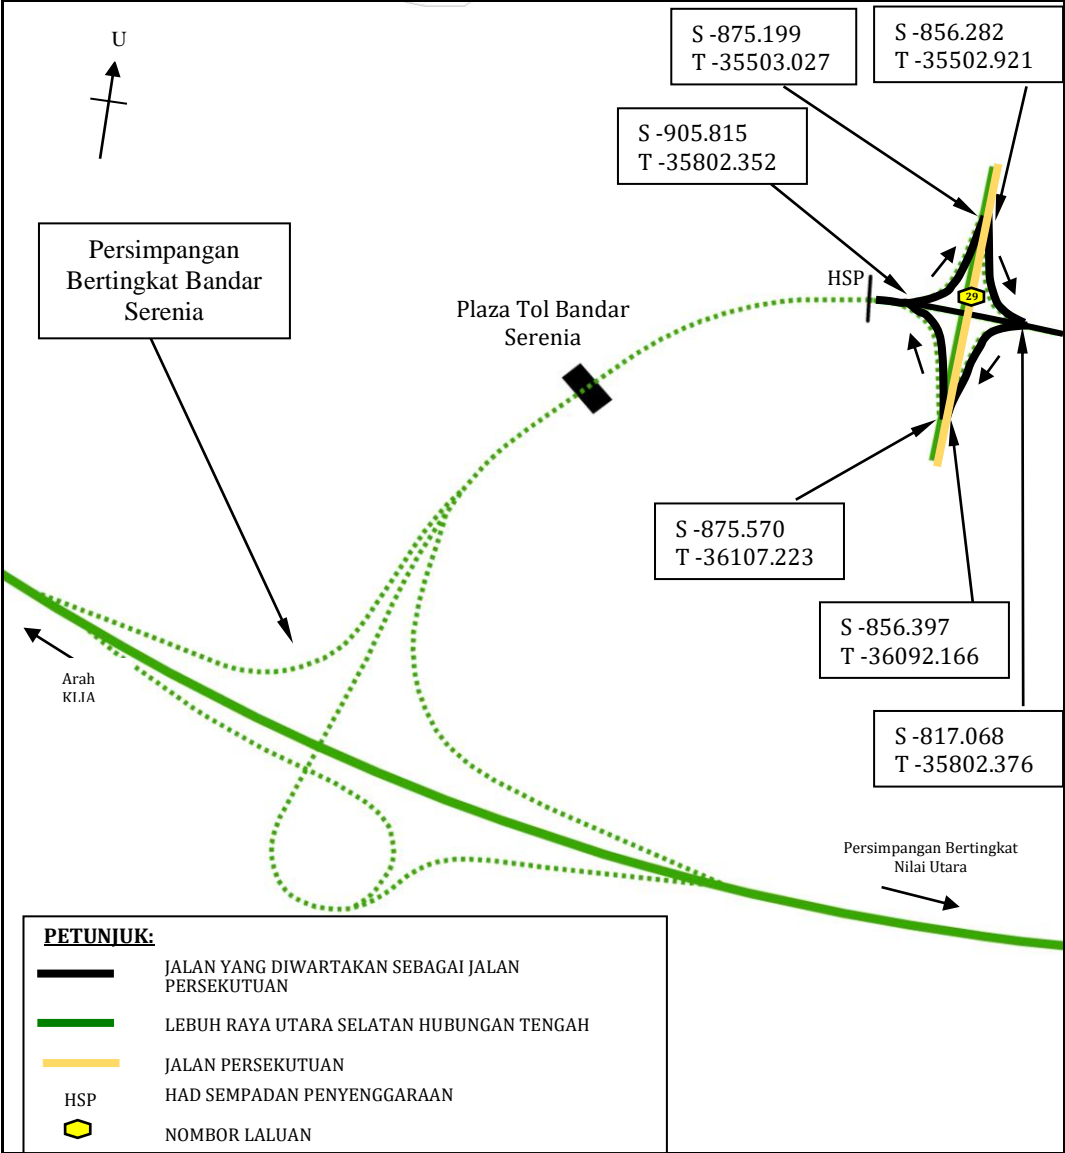 U
S -875.199
T -35503.027
S -856.282
T -35502.921
S -905.815
T -35802.352
Persimpangan
Bertingkat Bandar
Serenia
HSP
29
Plaza Tol Bandar
Serenia
S -875.570
T -36107.223
S -856.397
T -36092.166
Arah
KLIA
S -817.068
T -35802.376
Persimpangan Bertingkat
Nilai Utara
PETUNJUK:
JALAN YANG DIWARTAKAN SEBAGAI JALAN
PERSEKUTUAN
LEBUH RAYA UTARA SELATAN HUBUNGAN TENGAH
JALAN PERSEKUTUAN
HSP HAD SEMPADAN PENYENGGARAAN
NOMBOR LALUAN